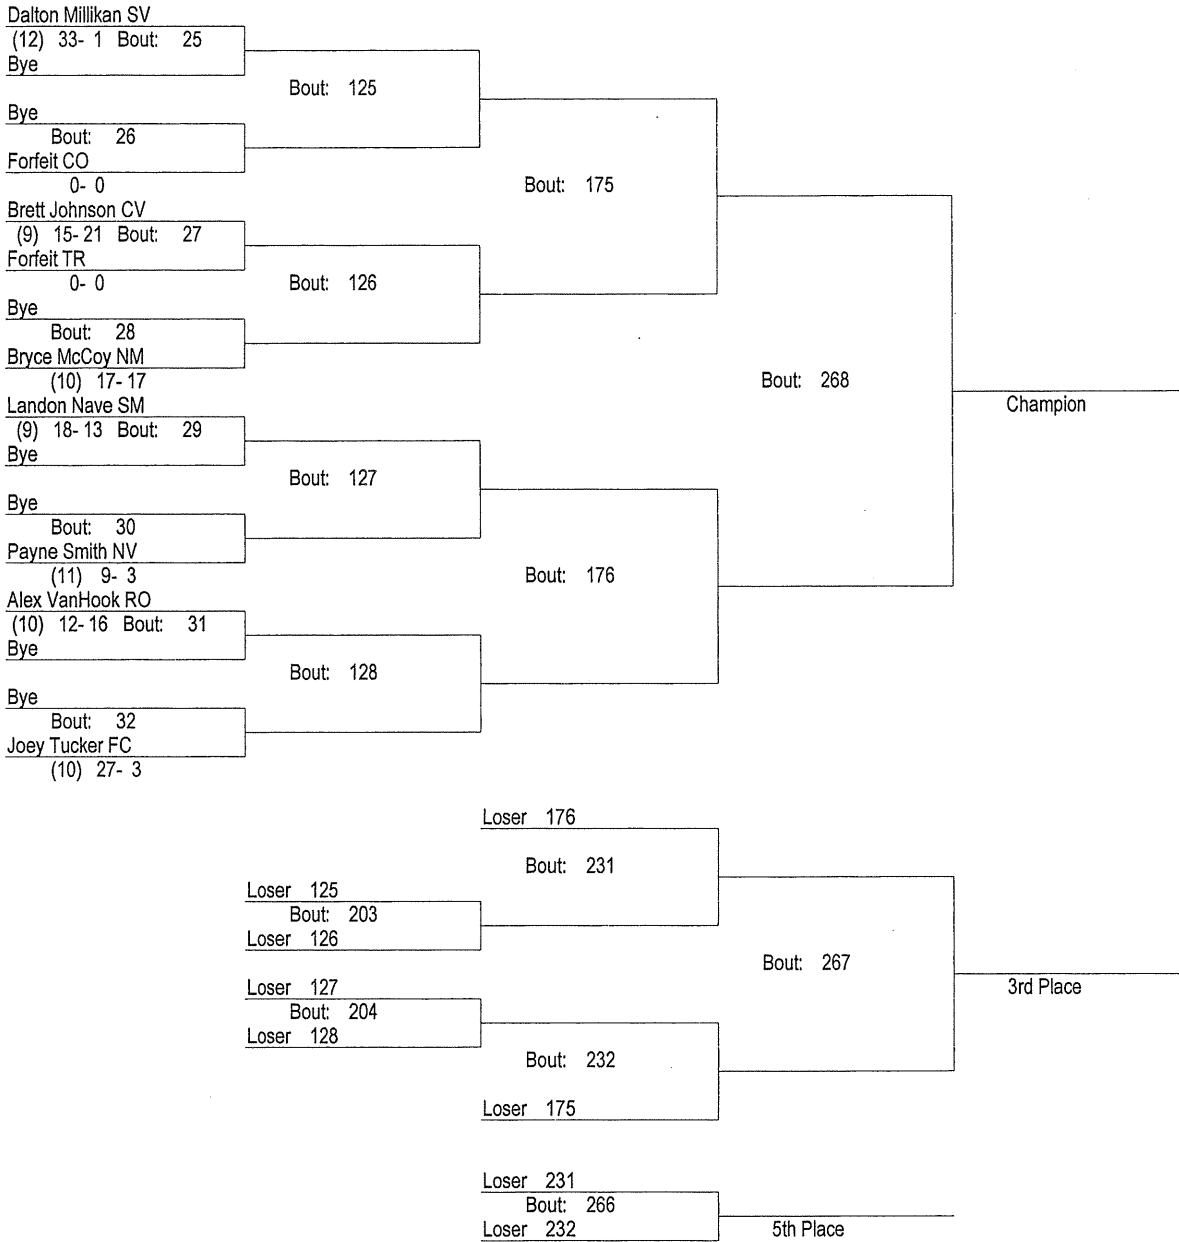 Dalton Millikan SV
(12) 33- 1 Bout: 25
Bye
Bout: 125
Bye
Bout: 26
Forfeit CO
0- 0
Bout: 175
Brett Johnson CV
(9) 15- 21 Bout: 27
Forfeit TR
0- 0
Bout: 126
Bye
Bout: 28
Bryce McCoy NM
(10) 17- 17
Bout: 268
Champion
Landon Nave SM
(9) 18- 13 Bout: 29
Bye
Bout: 127
Bye
Bout: 30
Payne Smith NV
(11) 9- 3
Bout: 176
Alex VanHook RO
(10) 12- 16 Bout: 31
Bye
Bout: 128
Bye
Bout: 32
Joey Tucker FC
(10) 27- 3
Loser 176
Bout: 231
Loser 125
Bout: 203
Loser 126
Bout: 267
3rd Place
Loser 127
Bout: 204
Loser 128
Bout: 232
Loser 175
Loser 231
Bout: 266
Loser 232
5th Place